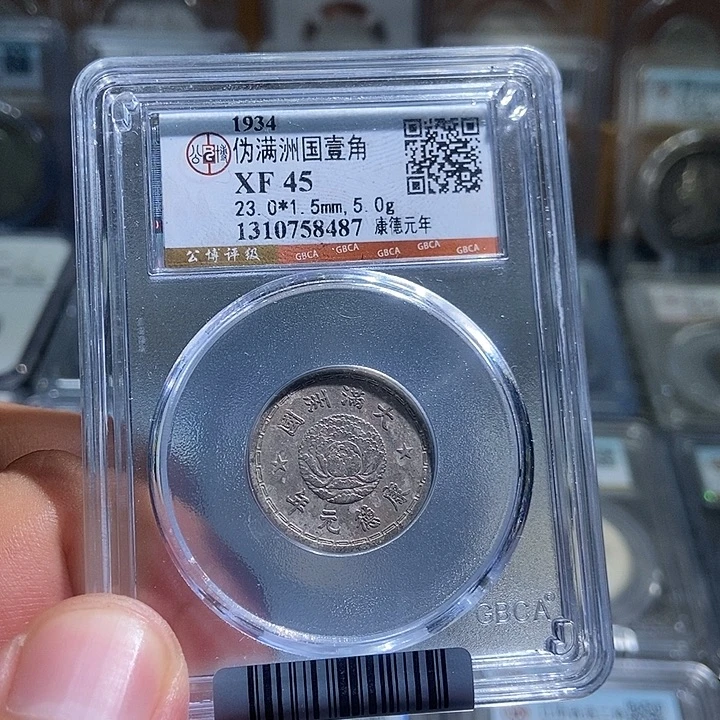 1934
伪满洲国壹角
XF 45
23.0*1.5mm,5.0g
1310758487 康德元年
公博评级 GBCA GBCA GBCA GBCA GBCA
大滿洲國
康德元年
GBCA